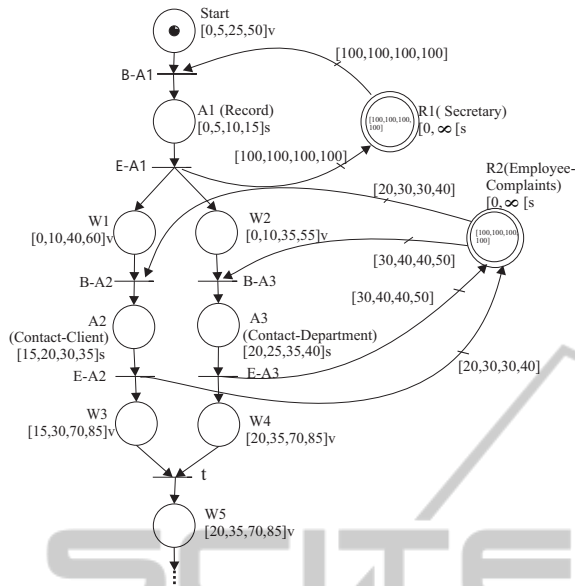 Start
[0,5,25,50]v
[100,100,100,100]
B-A1
A1 (Record)
[0,5,10,15]s
R1( Secretary)
[0, ∞ [s
[100,100,100,
100]
E-A1
[100,100,100,100]
R2(Employee-
Complaints)
[0, ∞ [s
[20,30,30,40]
[100,100,100,
100]
W1
[0,10,40,60]v
W2
[0,10,35,55]v
[30,40,40,50]
B-A2
B-A3
[30,40,40,50]
A2
(Contact-Client)
[15,20,30,35]s
A3
(Contact-Department)
[20,25,35,40]s
E-A2
E-A3
[20,30,30,40]
W3
[15,30,70,85]v
W4
[20,35,70,85]v
t
W5
[20,35,70,85]v
SCITE